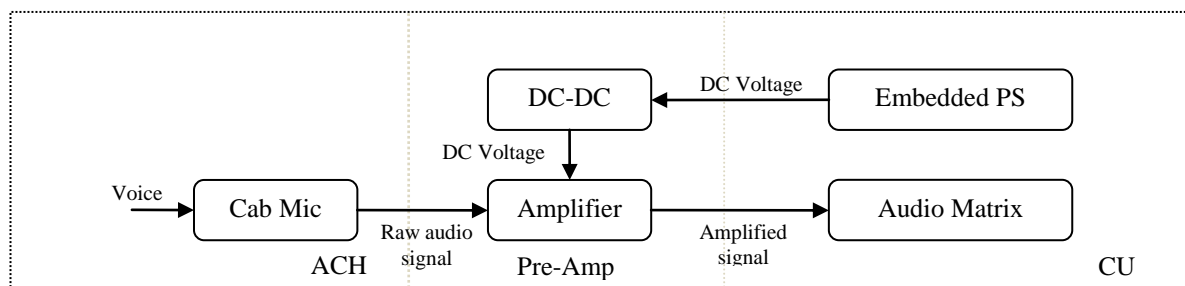 DC-DC
DC Voltage
Embedded PS
DC Voltage
Voice
Cab Mic
Raw audio
signal
Amplifier
Amplified
signal
Audio Matrix
ACH
Pre-Amp
CU